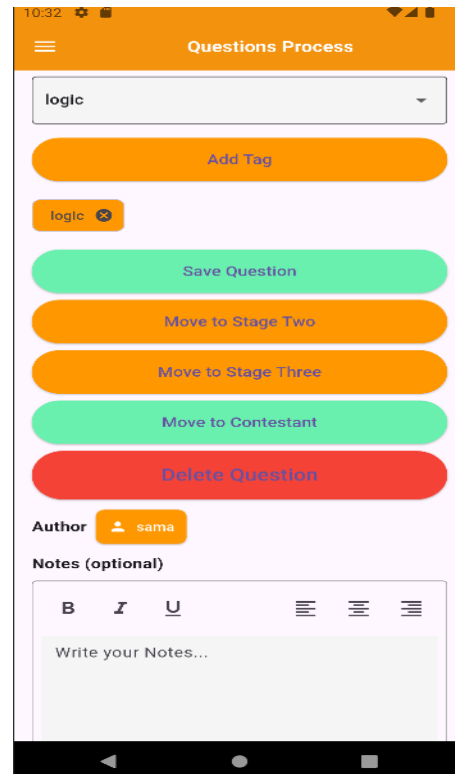 10:32
Questions Process
logic
Add Tag
logic
Save Question
Move to Stage Two
Move to Stage Three
Move to Contestant
Delete Question
Author sama
Notes (optional)
B I U
Write your Notes...